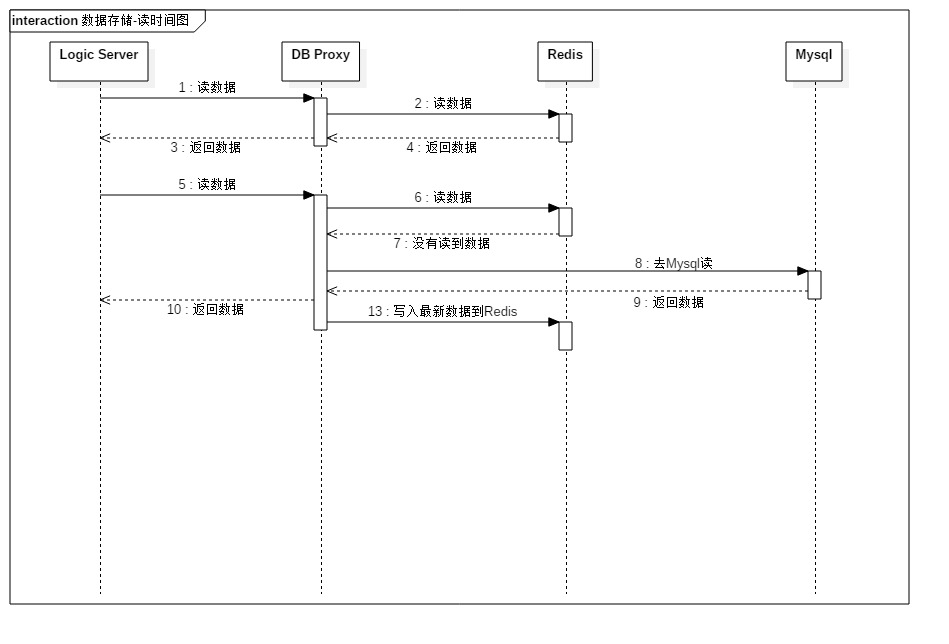 interaction 数据存储-读时间图
Logic Server
DB Proxy
Redis
Mysql
1 : 读数据
2 : 读数据
3 : 返回数据
4 : 返回数据
5 : 读数据
6 : 读数据
7 : 没有读到数据
8 : 去Mysql读
9 : 返回数据
10 : 返回数据
13 : 写入最新数据到Redis